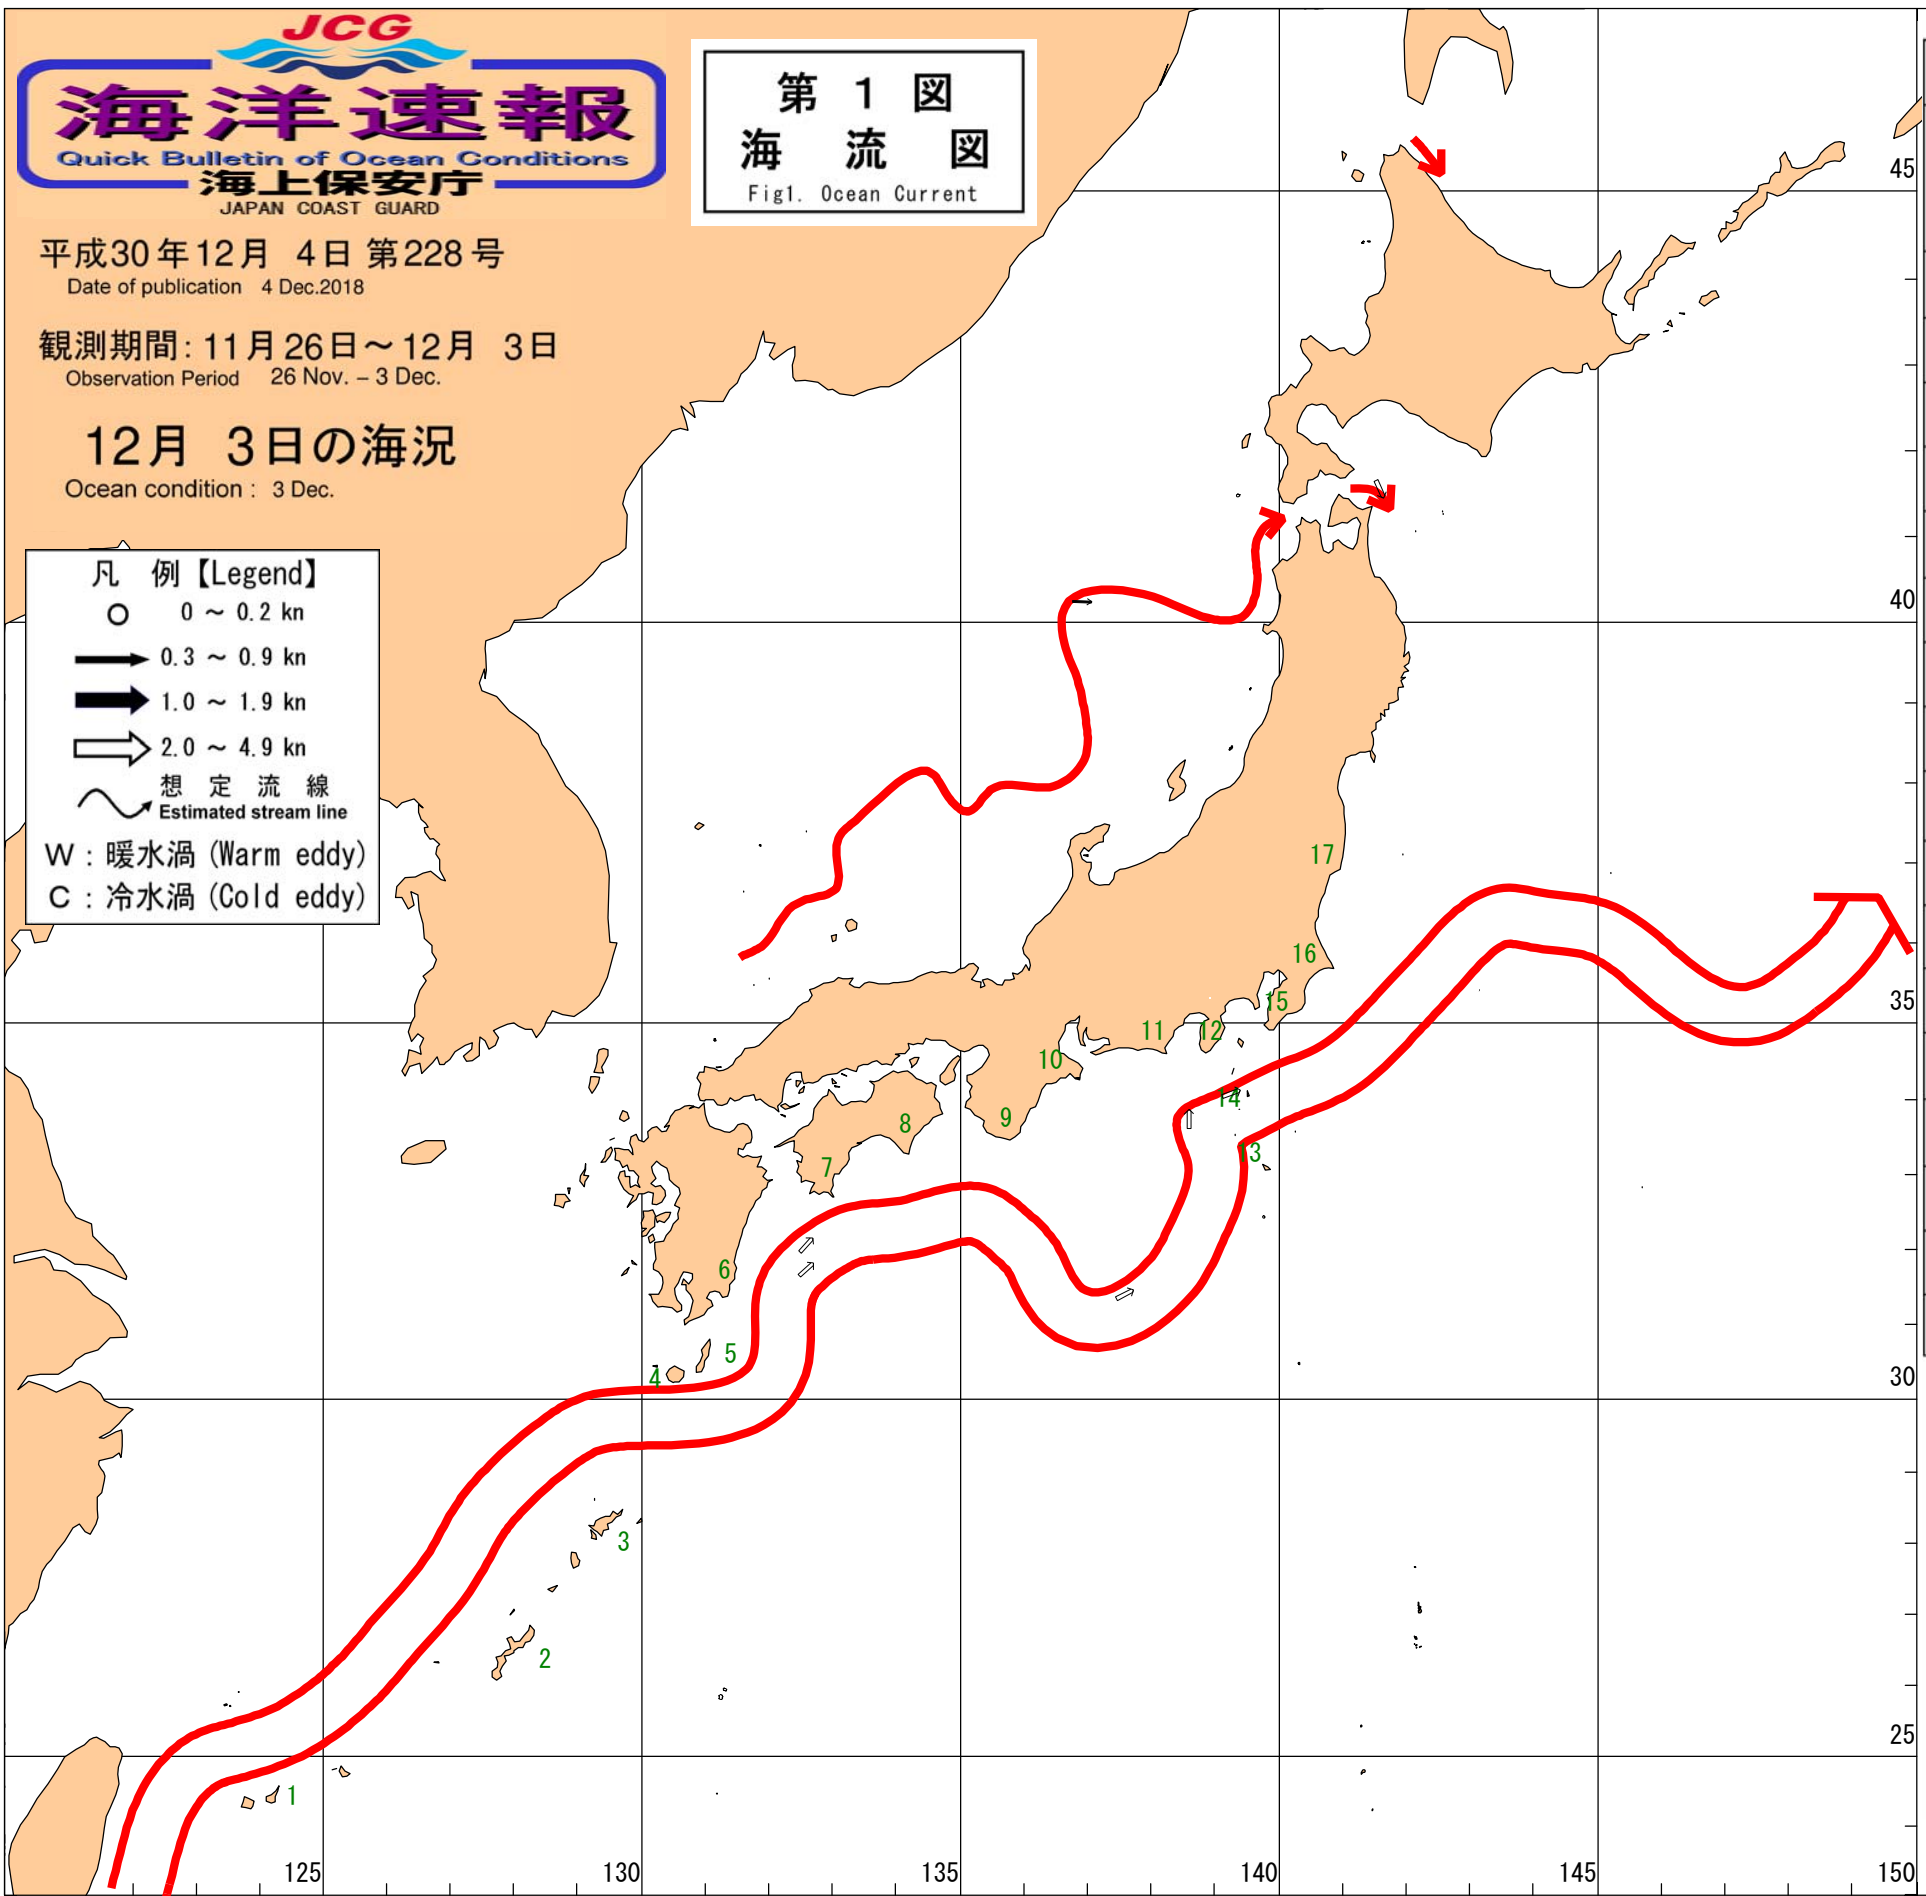 JCG
海洋速報
Quick Bulletin of Ocean Conditions
海上保安庁
JAPAN COAST GUARD
平成30年12月 4日 第228号
Date of publication 4 Dec.2018
観測期間: 11月26日～12月 3日
Observation Period 26 Nov. – 3 Dec.
12月 3日の海況
Ocean condition : 3 Dec.
第 1 図
海 流 図
Fig1. Ocean Current
凡 例【Legend】
0 ～ 0.2 kn
0.3 ～ 0.9 kn
1.0 ～ 1.9 kn
2.0 ～ 4.9 kn
想 定 流 線
Estimated stream line
W : 暖水渦 (Warm eddy)
C : 冷水渦 (Cold eddy)
45
40
17
16
35
15
12
11
10
14
9
8
13
7
6
5
4
30
3
2
25
1
125
130
135
140
145
150